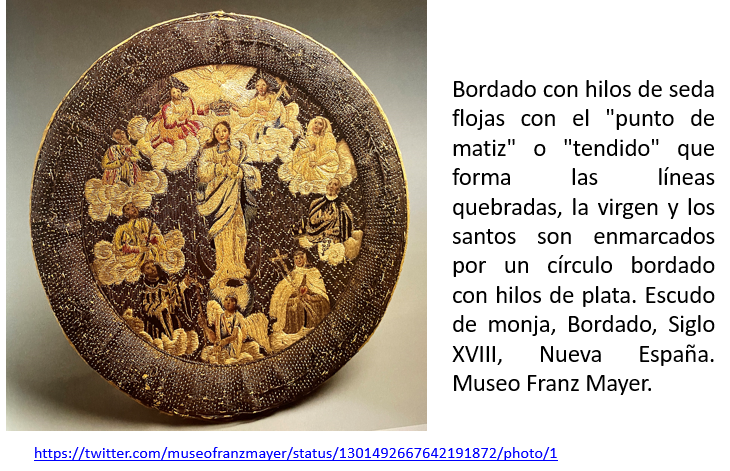 Bordado con hilos de seda
flojas con el "punto de
matiz" o "tendido" que
forma las líneas
quebradas, la virgen y los
santos son enmarcados
por un círculo bordado
con hilos de plata. Escudo
de monja, Bordado, Siglo
XVIII, Nueva España.
Museo Franz Mayer.
https://twitter.com/museofranzmayer/status/1301492667642191872/photo/1